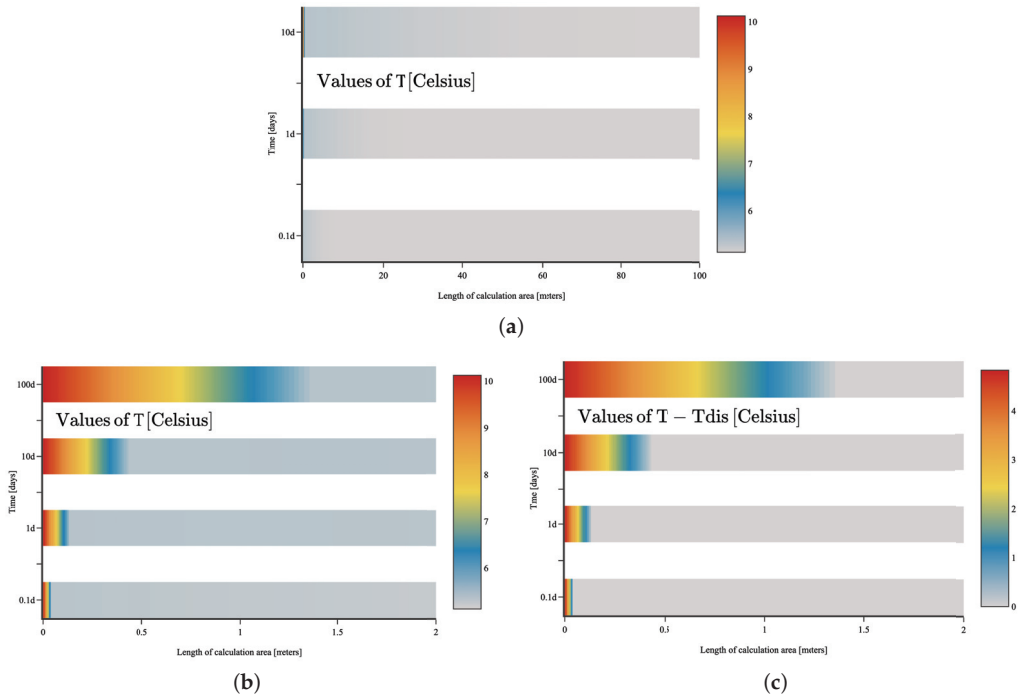 10
10d
9
Values of T [Celsius]
8
Time [days]
1d
7
6
0.1d
0 20 40 60 80 100
Length of calculation area [meters]
(a)
100d
10
Values of T [Celsius]
9
10d
8
Time [days]
1d
7
6
0.1d
0 0.5 1 1.5 2
Length of calculation area [meters]
(b)
100d
4
Values of T − Tdis [Celsius]
3
10d
Time [days]
2
1d
1
0.1d
0
0 0.5 1 1.5 2
Length of calculation area [meters]
(c)